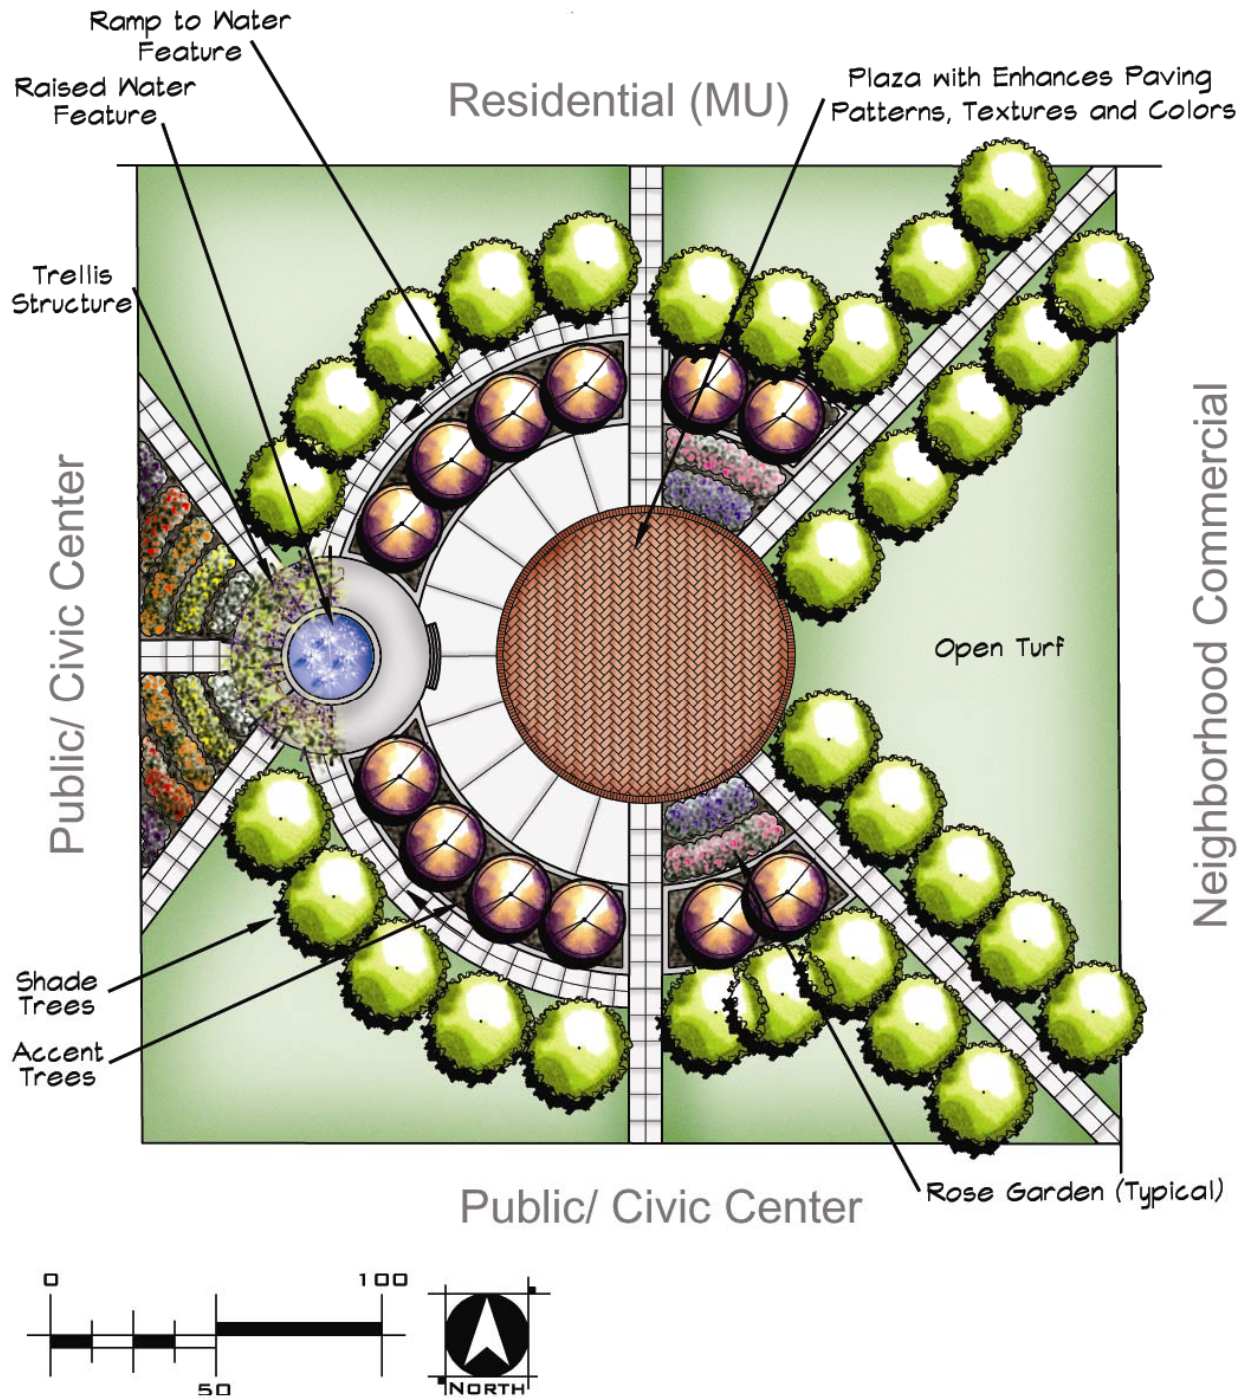 Ramp to Water
Feature
Raised Water
Feature
Residential (MU)
Plaza with Enhances Paving
Patterns, Textures and Colors
Trellis
Structure
Public/ Civic Center
Neighborhood Commercial
Open Turf
Shade
Trees
Accent
Trees
Rose Garden (Typical)
Public/ Civic Center
0
100
50
NORTH